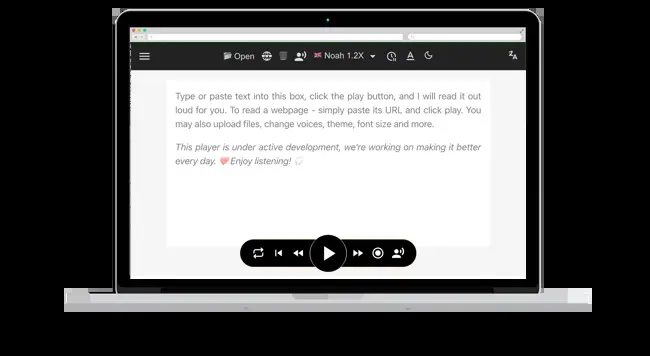 Open Noah 1.2X A
Type or paste text into this box, click the play button, and I will read it out
loud for you. To read a webpage - simply paste its URL and click play. You
may also upload files, change voices, theme, font size and more.
This player is under active development, we're working on making it better
every day. 💖 Enjoy listening!